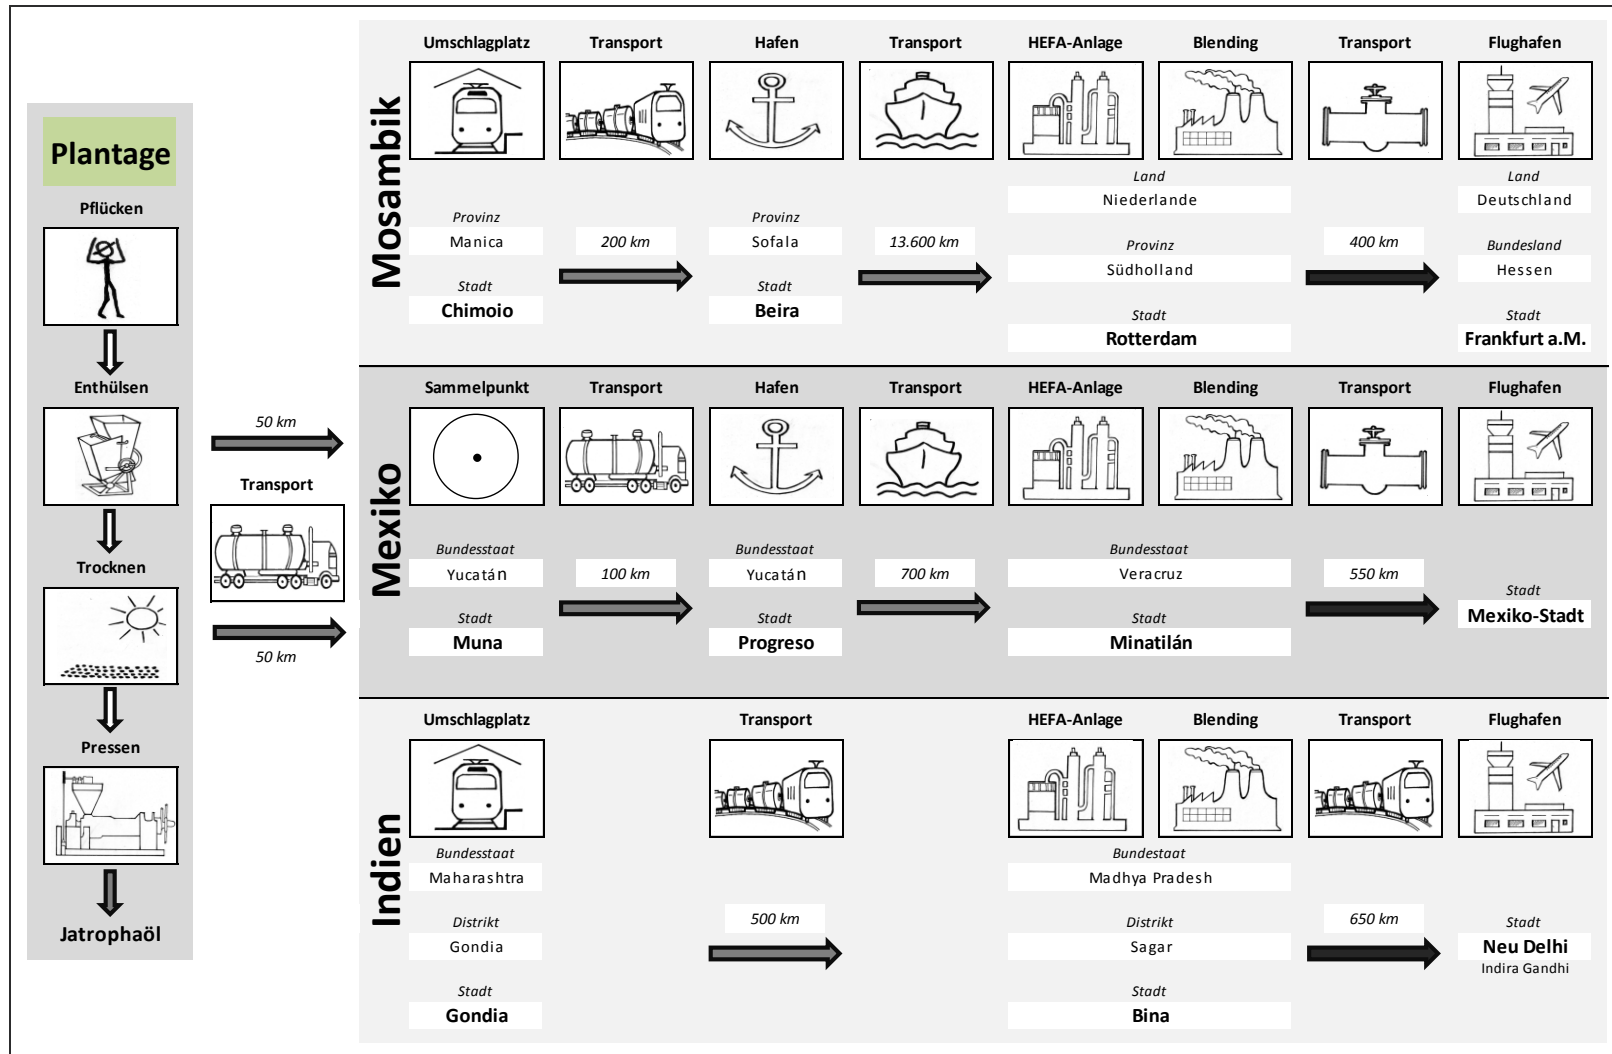 Plantage
Pflücken
Enthülsen
Trocknen
Pressen
Jatrophaöl
50 km
Transport
50 km
Mosambik
Umschlagplatz Transport Hafen Transport HEFA-Anlage Blending Transport Flughafen
Land Land
Niederlande Deutschland
Provinz Provinz
Manica 200 km Sofala 13.600 km Provinz 400 km Bundesland
Südholland Hessen
Stadt Stadt
Chimoio Beira Stadt Stadt
Rotterdam Frankfurt a.M.
Mexiko
Sammelpunkt Transport Hafen Transport HEFA-Anlage Blending Transport Flughafen
Bundesstaat Bundesstaat Bundesstaat
Yucatán 100 km Yucatán 700 km Veracruz 550 km
Stadt
Stadt Stadt Stadt Mexiko-Stadt
Muna Progreso Minatilán
Indien
Umschlagplatz Transport HEFA-Anlage Blending Transport Flughafen
Bundesstaat Bundestaat
Maharashtra Madhya Pradesh
Distrikt 500 km Distrikt 650 km Stadt
Gondia Sagar Neu Delhi
Indira Gandhi
Stadt Stadt
Gondia Bina